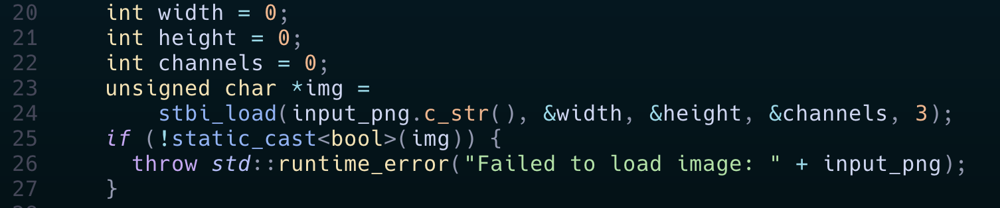 20 int width = 0;
21 int height = 0;
22 int channels = 0;
23 unsigned char *img =
24 stbi_load(input_png.c_str(), &width, &height, &channels, 3);
25 if (!static_cast<bool>(img)) {
26 throw std::runtime_error("Failed to load image: " + input_png);
27 }